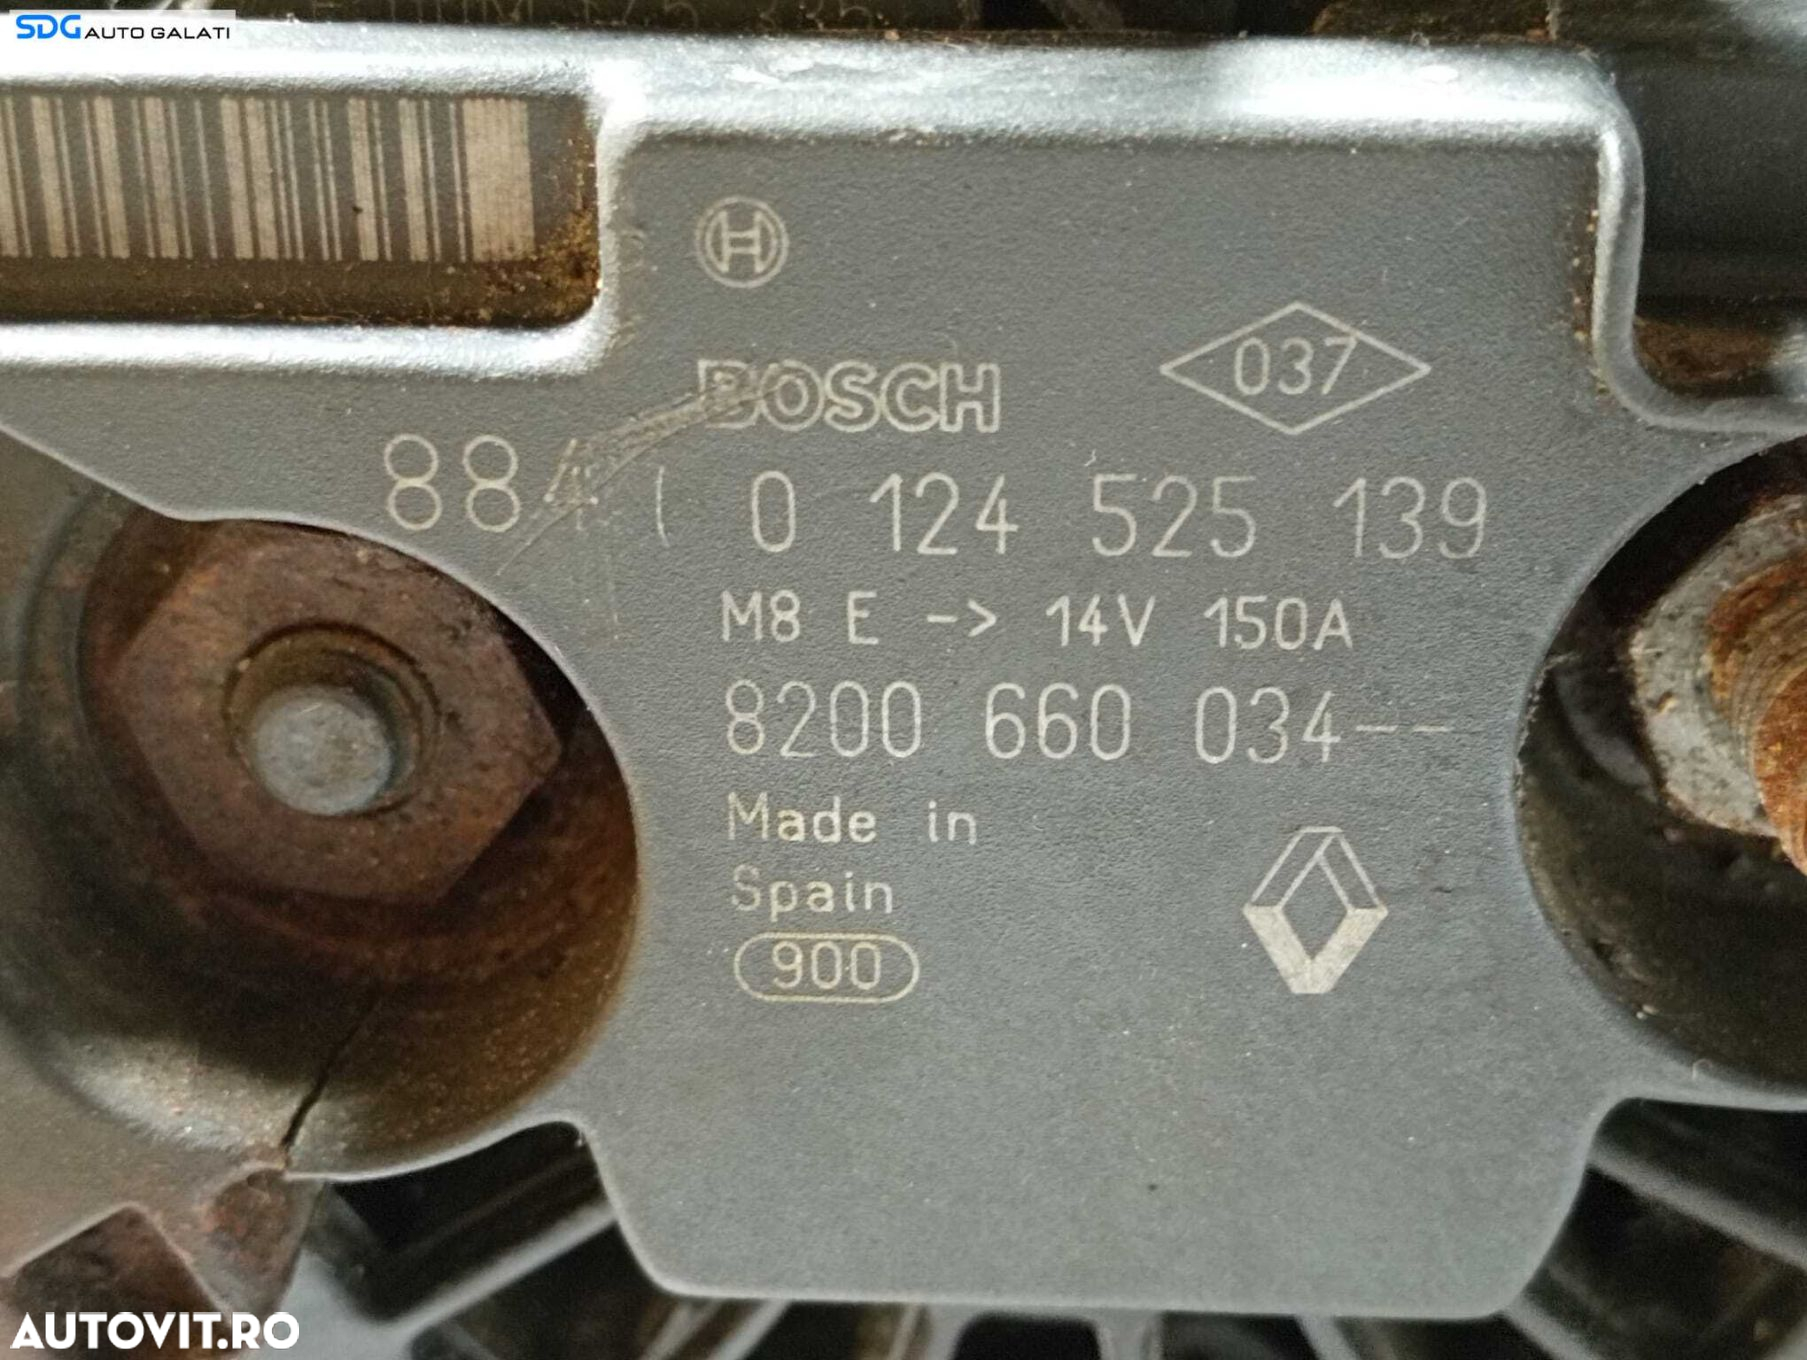 SDG AUTO GALATI
BOSCH
037
884
0 124 525 139
M8 E -> 14V 150A
8200 660 034--
Made in
Spain
900
AUTOVIT.RO